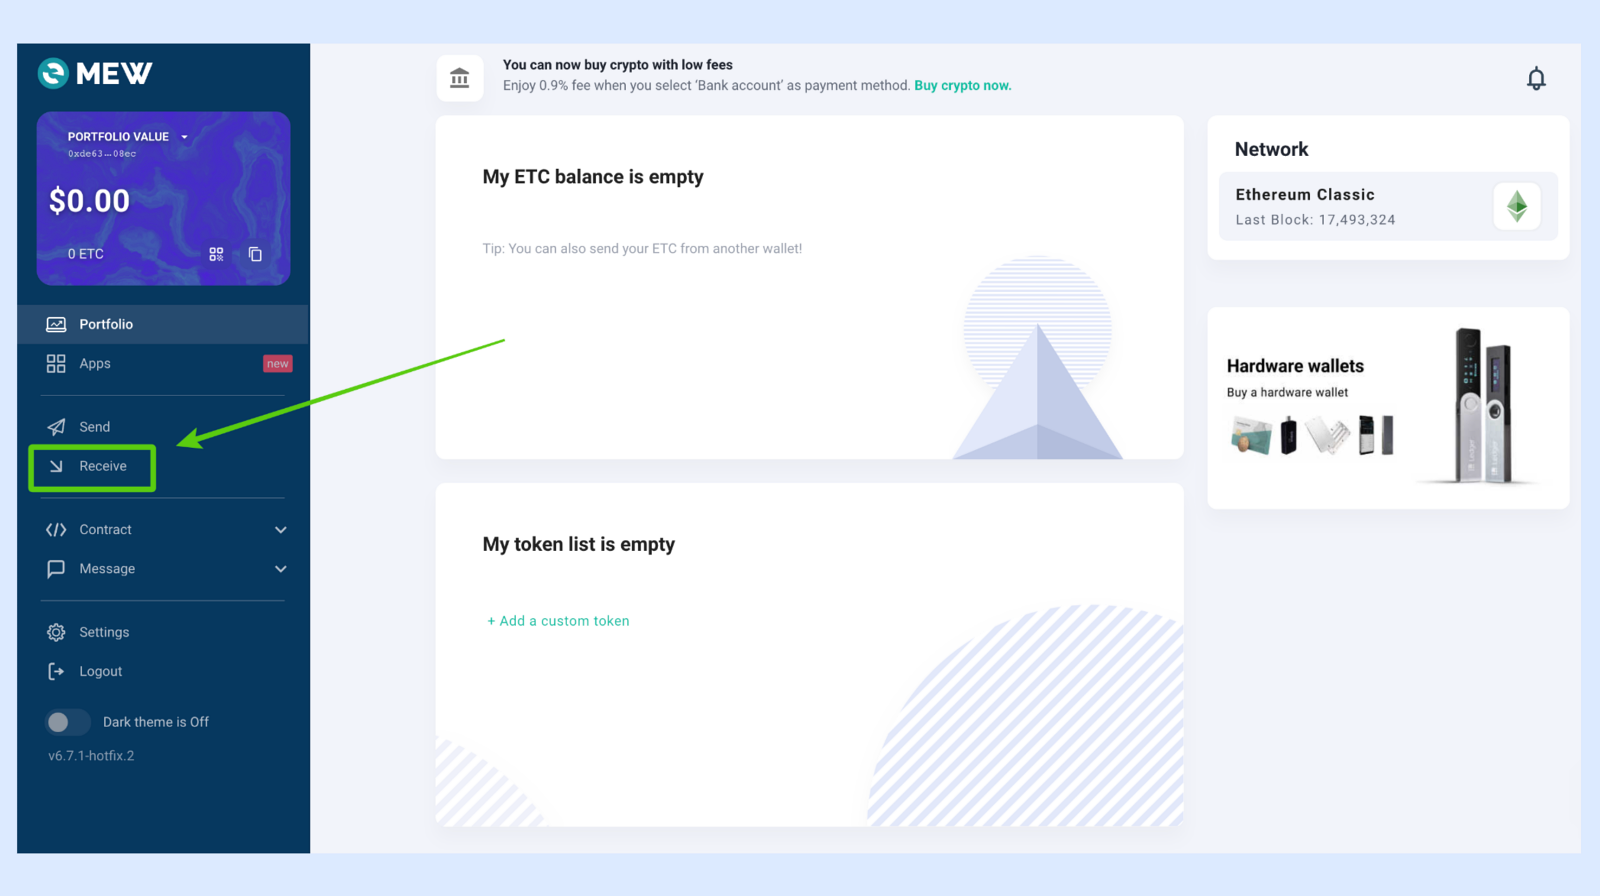 MEW
PORTFOLIO VALUE
0xde63...08ec
$0.00
0 ETC
Portfolio
Apps
new
Send
Receive
Contract
Message
Settings
Logout
Dark theme is Off
v6.7.1-hotfix.2
You can now buy crypto with low fees
Enjoy 0.9% fee when you select ‘Bank account’ as payment method. Buy crypto now.
My ETC balance is empty
Tip: You can also send your ETC from another wallet!
My token list is empty
+ Add a custom token
Network
Ethereum Classic
Last Block: 17,493,324
Hardware wallets
Buy a hardware wallet
Ledger
Ledger